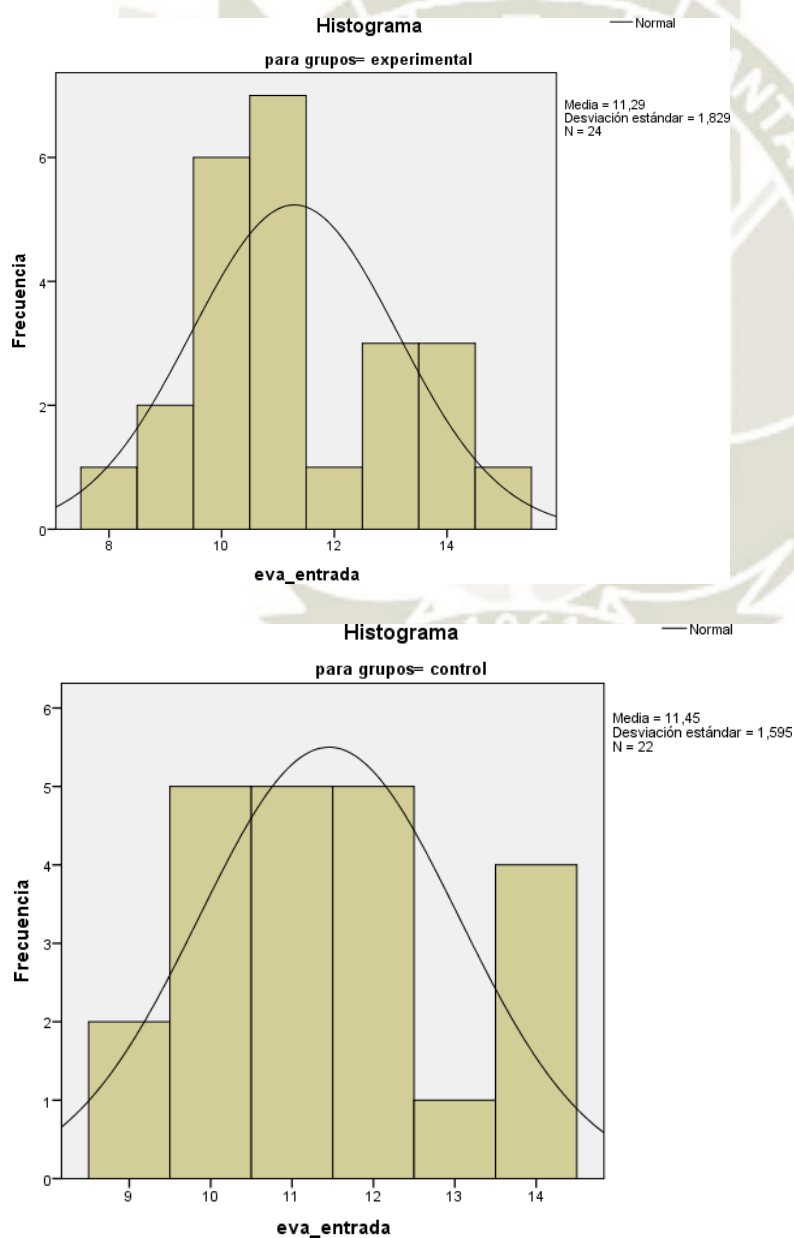 Histograma
Normal
para grupos= experimental
Media = 11,29
Desviación estándar = 1,829
N = 24
6
4
2
0
Frecuencia
8 10 12 14
eva_entrada
Histograma
Normal
para grupos= control
Media = 11,45
Desviación estándar = 1,595
N = 22
6
5
4
3
2
1
0
Frecuencia
9 10 11 12 13 14
eva_entrada